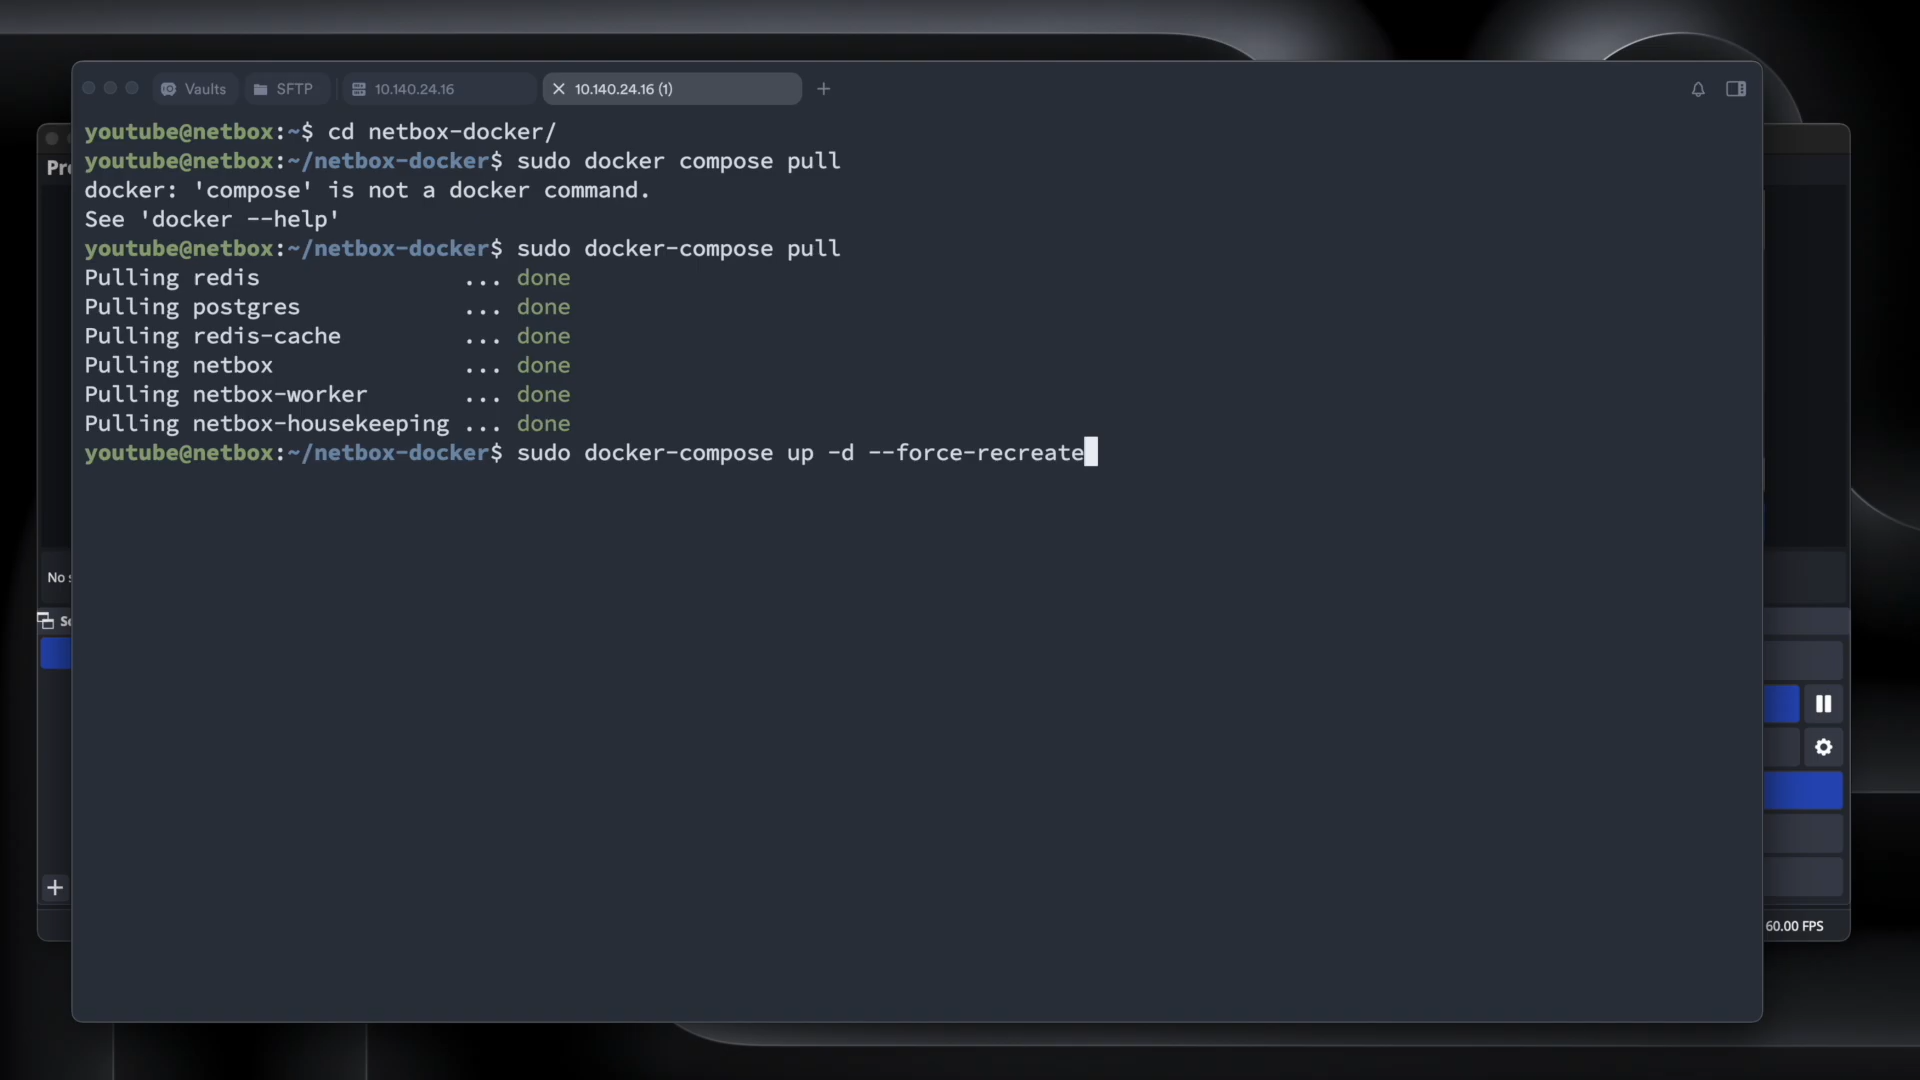 Vaults SFTP 10.140.24.16 10.140.24.16 (1)
youtube@netbox:~$ cd netbox-docker/
youtube@netbox:~/netbox-docker$ sudo docker compose pull
docker: 'compose' is not a docker command.
See 'docker --help'
youtube@netbox:~/netbox-docker$ sudo docker-compose pull
Pulling redis ... done
Pulling postgres ... done
Pulling redis-cache ... done
Pulling netbox ... done
Pulling netbox-worker ... done
Pulling netbox-housekeeping ... done
youtube@netbox:~/netbox-docker$ sudo docker-compose up -d --force-recreate
No
60.00 FPS